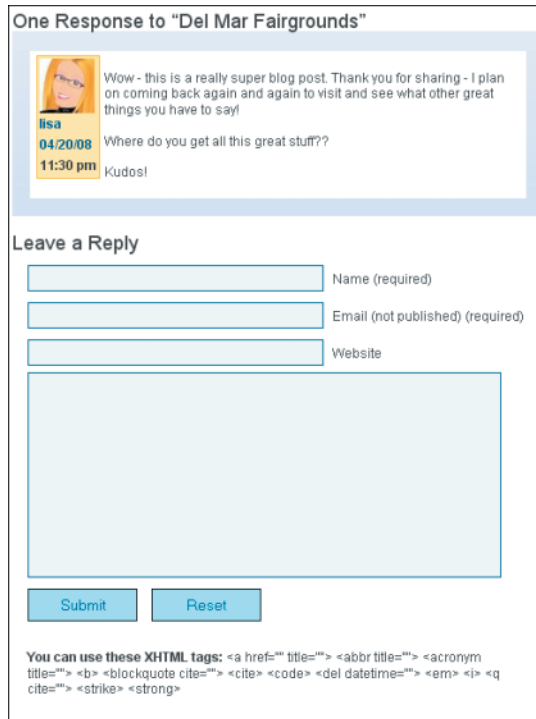 One Response to “Del Mar Fairgrounds”
Wow - this is a really super blog post. Thank you for sharing - I plan
on coming back again and again to visit and see what other great
things you have to say!
Where do you get all this great stuff??
Kudos!
lisa
04/20/08
11:30 pm
Leave a Reply
Name (required)
Email (not published) (required)
Website
Submit Reset
You can use these XHTML tags: <a href="" title=""> <abbr title=""> <acronym
title=""> <b> <blockquote cite=""> <cite> <code> <del datetime=""> <em> <i> <q
cite=""> <strike> <strong>